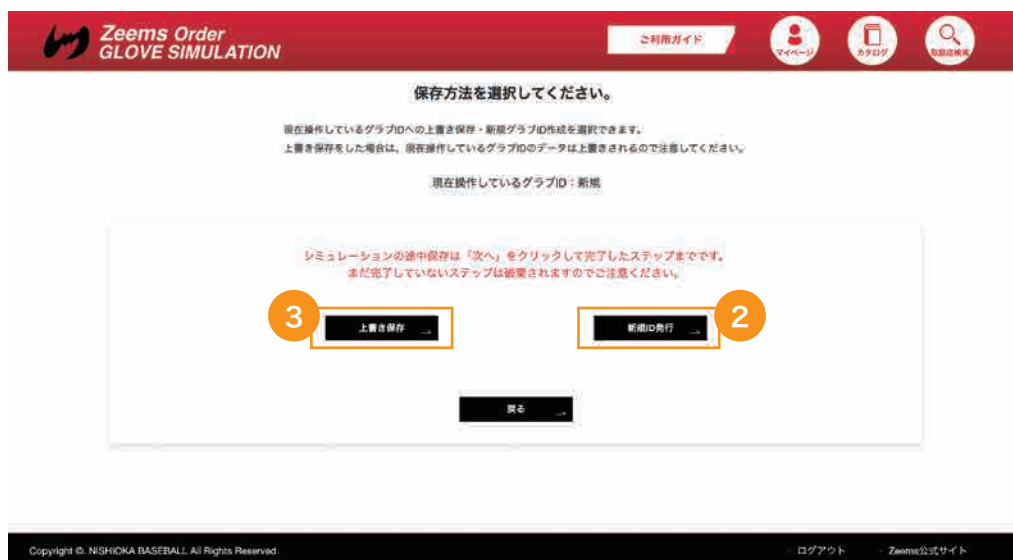 Zeems Order
GLOVE SIMULATION
ご利用ガイド
マイページ
カタログ
取扱店検索
保存方法を選択してください。
現在操作しているグラブIDへの上書き保存・新規グラブID作成を選択できます。
上書き保存をした場合は、現在操作しているグラブIDのデータは上書きされるので注意してください。
現在操作しているグラブID：新規
シミュレーションの途中保存は「次へ」をクリックして完了したステップまでです。
まだ完了していないステップは破棄されますのでご注意ください。
3
上書き保存
新規ID発行
2
戻る
Copyright ©. NISHIOKA BASEBALL. All Rights Reserved.
ログアウト
Zeems公式サイト